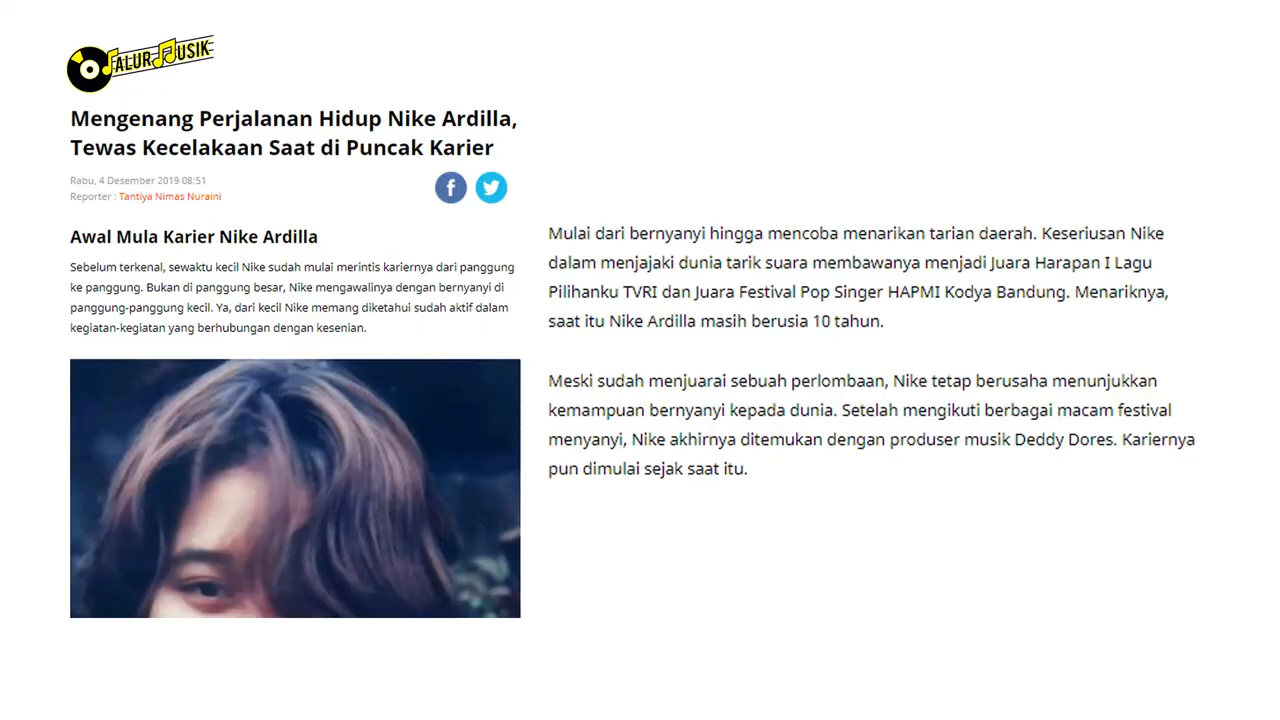 JALUR MUSIK
Mengenang Perjalanan Hidup Nike Ardilla,
Tewas Kecelakaan Saat di Puncak Karier
Rabu, 4 Desember 2019 08:51
Reporter : Tantiya Nimas Nuraini
Awal Mula Karier Nike Ardilla
Sebelum terkenal, sewaktu kecil Nike sudah mulai merintis kariernya dari panggung
ke panggung. Bukan di panggung besar, Nike mengawalinya dengan bernyanyi di
panggung-panggung kecil. Ya, dari kecil Nike memang diketahui sudah aktif dalam
kegiatan-kegiatan yang berhubungan dengan kesenian.
Mulai dari bernyanyi hingga mencoba menarikan tarian daerah. Keseriusan Nike
dalam menjajaki dunia tarik suara membawanya menjadi Juara Harapan I Lagu
Pilihanku TVRI dan Juara Festival Pop Singer HAPMI Kodya Bandung. Menariknya,
saat itu Nike Ardilla masih berusia 10 tahun.
Meski sudah menjuarai sebuah perlombaan, Nike tetap berusaha menunjukkan
kemampuan bernyanyi kepada dunia. Setelah mengikuti berbagai macam festival
menyanyi, Nike akhirnya ditemukan dengan produser musik Deddy Dores. Kariernya
pun dimulai sejak saat itu.